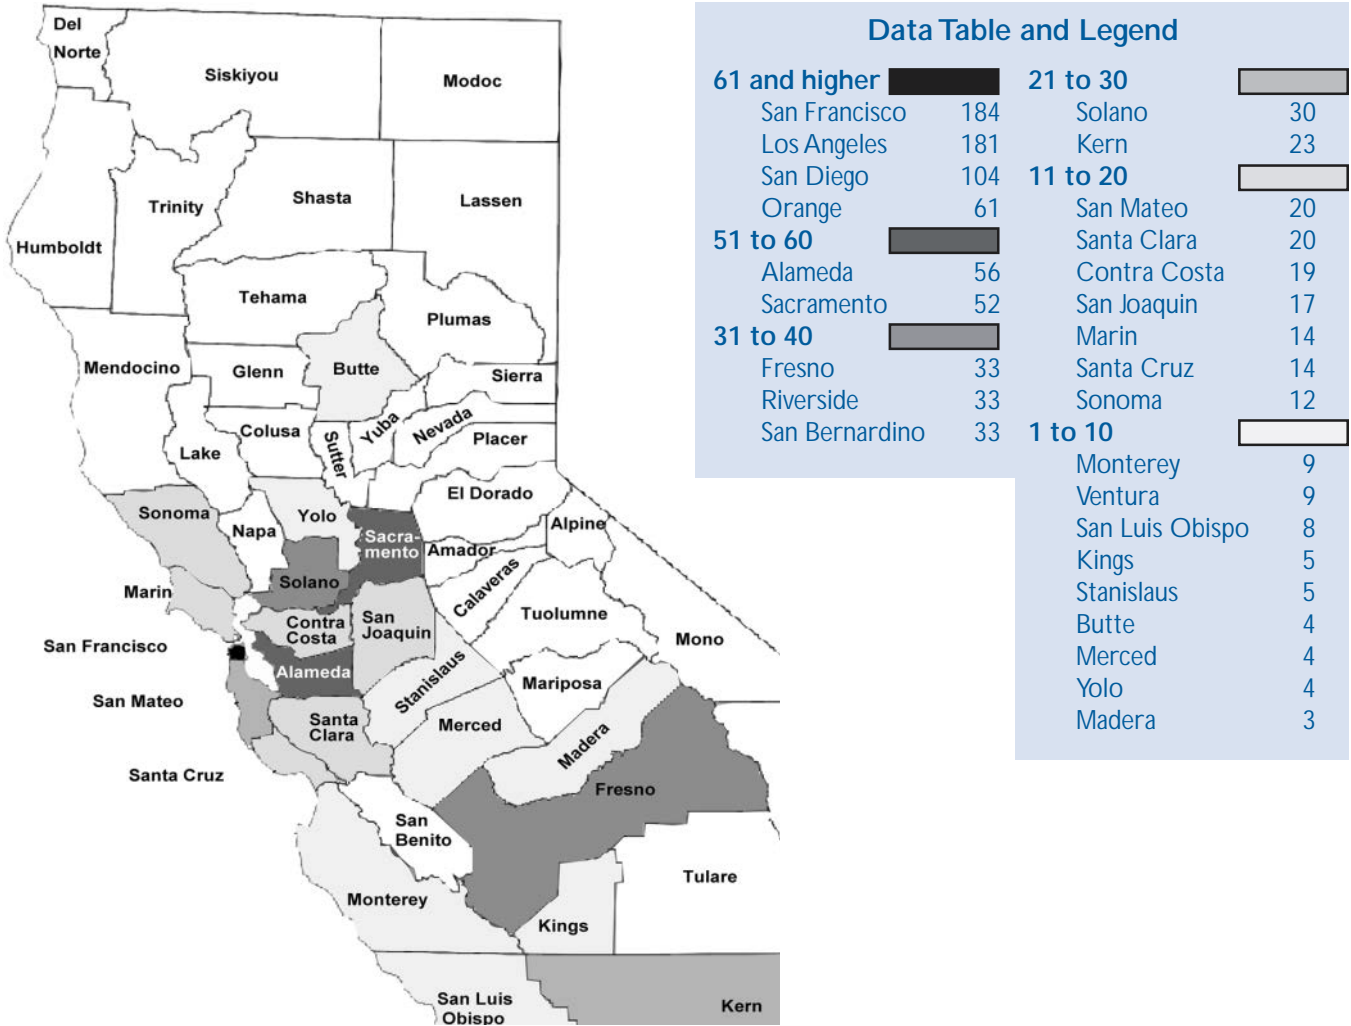 Del
Norte
Siskiyou
Modoc
Humboldt
Trinity
Shasta
Lassen
Tehama
Plumas
Mendocino
Glenn
Butte
Sierra
Colusa
Lake
Sutter
Yuba
Nevada
Placer
El Dorado
Sonoma
Napa
Yolo
Sacra-
mento
Amador
Alpine
Solano
Marin
Calaveras
Contra
Costa
San
Joaquin
Tuolumne
Mono
San Francisco
Alameda
Stanislaus
Mariposa
San Mateo
Santa
Clara
Merced
Madera
Santa Cruz
Fresno
San
Benito
Monterey
Tulare
Kings
San Luis
Obispo
Kern
Data Table and Legend
61 and higher
San Francisco 184
Los Angeles 181
San Diego 104
Orange 61
51 to 60
Alameda 56
Sacramento 52
31 to 40
Fresno 33
Riverside 33
San Bernardino 33
21 to 30
Solano 30
Kern 23
11 to 20
San Mateo 20
Santa Clara 20
Contra Costa 19
San Joaquin 17
Marin 14
Santa Cruz 14
Sonoma 12
1 to 10
Monterey 9
Ventura 9
San Luis Obispo 8
Kings 5
Stanislaus 5
Butte 4
Merced 4
Yolo 4
Madera 3